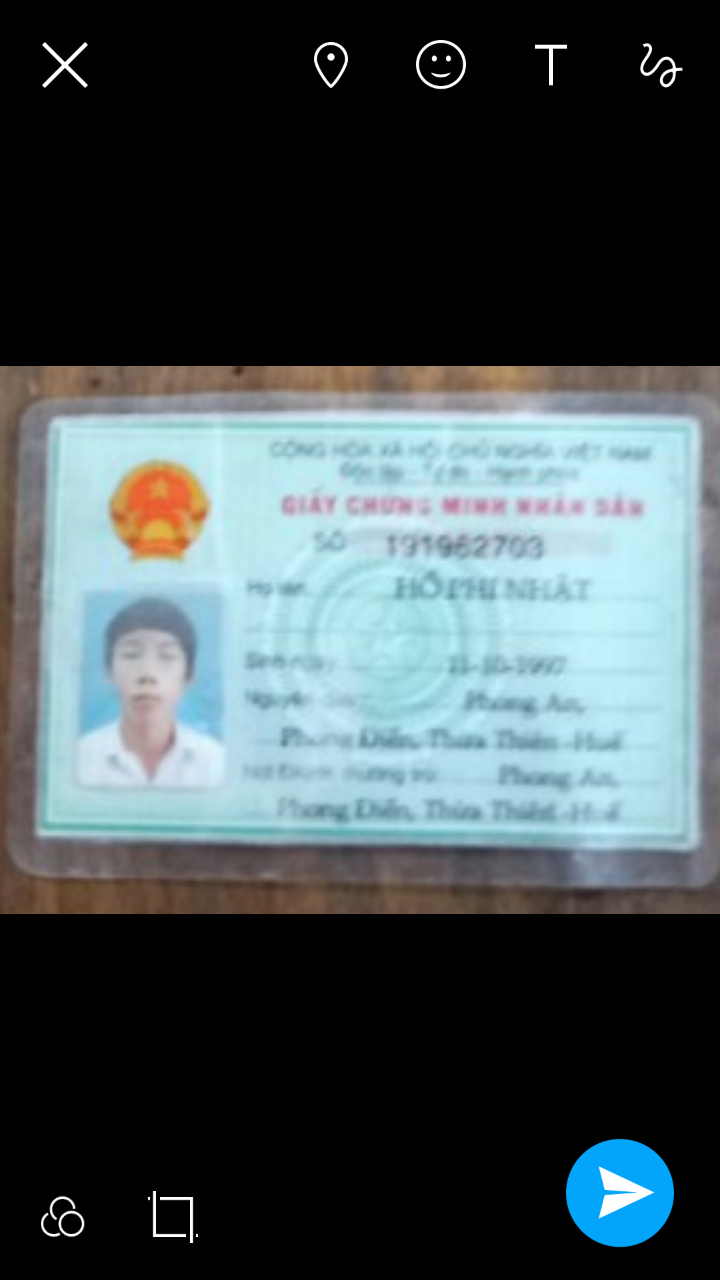 T
CỘNG HÒA XÃ HỘI CHỦ NGHĨA VIỆT NAM
Độc lập - Tự do - Hạnh phúc
GIẤY CHỨNG MINH NHÂN DÂN
SỐ 191962703
Họ tên HỒ PHI NHẬT
Sinh ngày 11-10-1997
Nguyên quán Phong An,
Phong Điền, Thừa Thiên -Huế
Nơi ĐKHK thường trú Phong An,
Phong Điền, Thừa Thiên -Huế